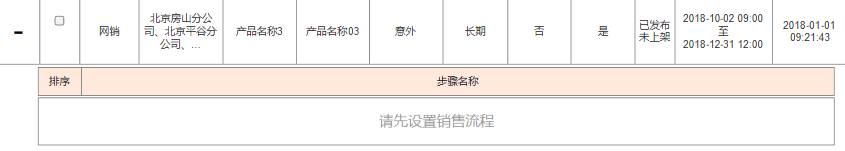 网销
北京房山分公
司、北京平谷分
公司、...
产品名称3
产品名称03
意外
长期
否
是
已发布
未上架
2018-10-02 09:00
至
2018-12-31 12:00
2018-01-01
09:21:43
排序
步骤名称
请先设置销售流程